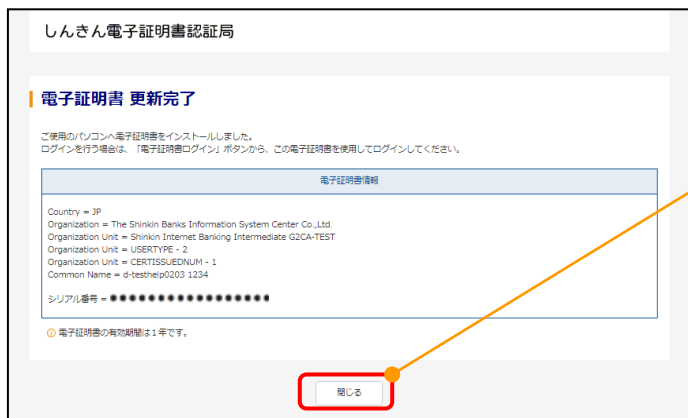 しんきん電子証明書認証局
電子証明書 更新完了
ご使用のパソコンへ電子証明書をインストールしました。
ログインを行う場合は、「電子証明書ログイン」ボタンから、この電子証明書を使用してログインしてください。
電子証明書情報
Country = JP
Organization = The Shinkin Banks Information System Center Co.,Ltd.
Organization Unit = Shinkin Internet Banking Intermediate G2CA-TEST
Organization Unit = USERTYPE - 2
Organization Unit = CERTISSUEDNUM - 1
Common Name = d-testhelp0203 1234
シリアル番号 = ●●●●●●●●●●●●●●●●●
電子証明書の有効期間は1年です。
閉じる